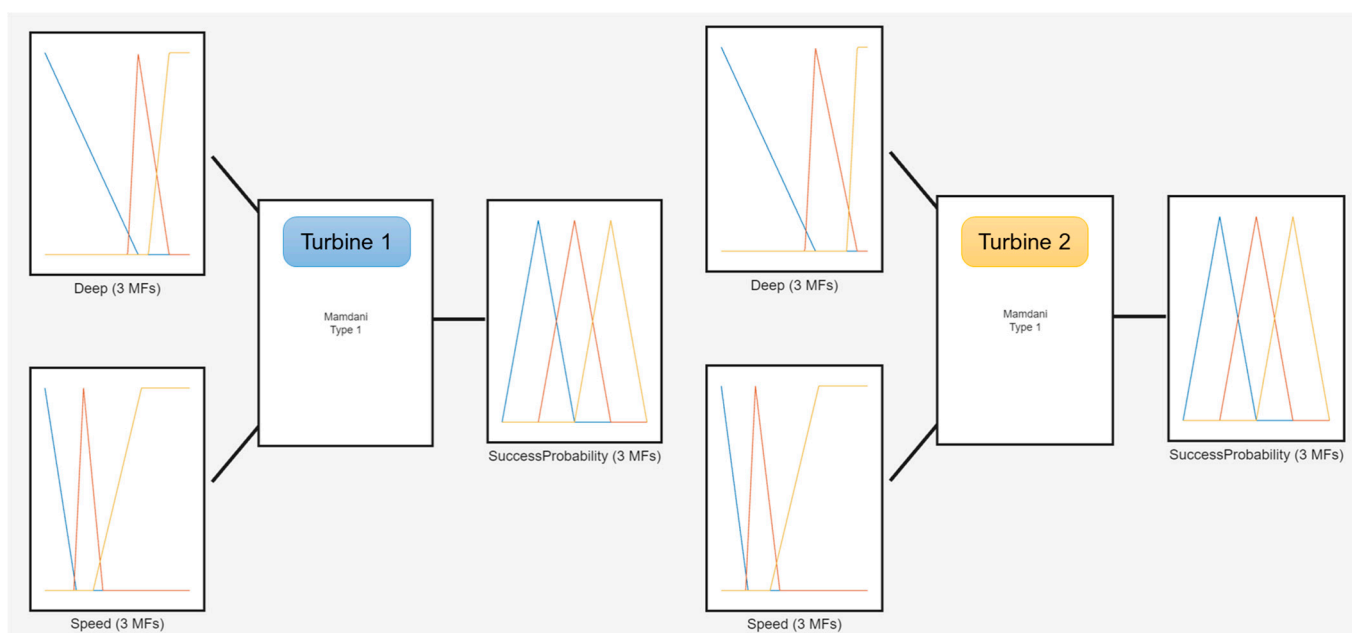 Turbine 1
Mamdani
Type 1
Deep (3 MFs)
Speed (3 MFs)
SuccessProbability (3 MFs)
Turbine 2
Mamdani
Type 1
Deep (3 MFs)
Speed (3 MFs)
SuccessProbability (3 MFs)